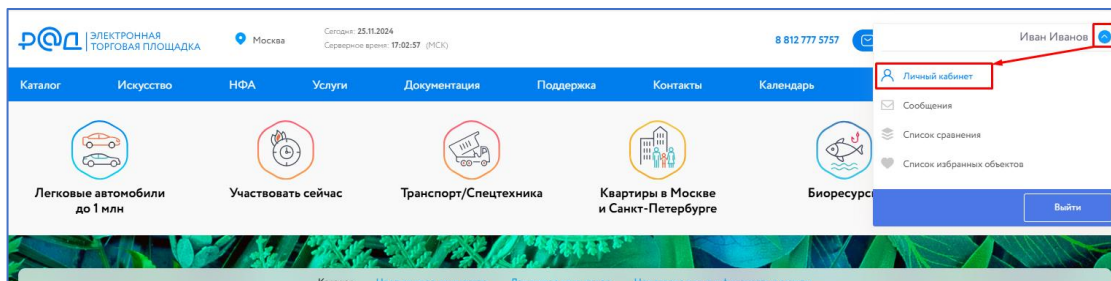 РАД ЭЛЕКТРОННАЯ
ТОРГОВАЯ ПЛОЩАДКА
Москва
Сегодня: 25.11.2024
Серверное время: 17:02:57 (МСК)
8 812 777 5757
Иван Иванов
Каталог Искусство НФА Услуги Документация Поддержка Контакты Календарь
Личный кабинет
Сообщения
Список сравнения
Список избранных объектов
Выйти
Легковые автомобили
до 1 млн
Участвовать сейчас
Транспорт/Спецтехника
Квартиры в Москве
и Санкт-Петербурге